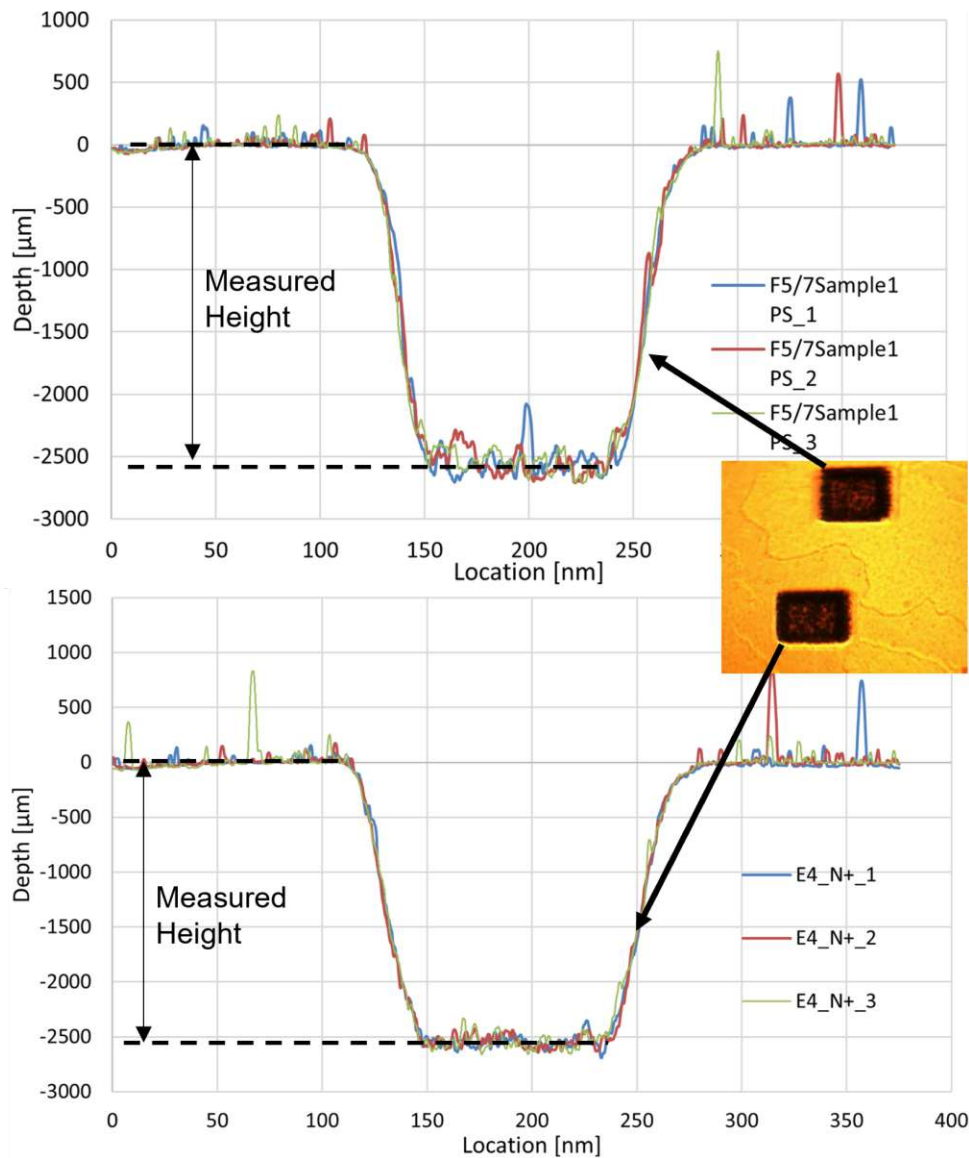 1000
500
0
-500
-1000
-1500
-2000
-2500
-3000
Depth [µm]
Measured
Height
F5/7Sample1
PS_1
F5/7Sample1
PS_2
F5/7Sample1
PS_3
0 50 100 150 200 250
Location [nm]
1500
1000
500
0
-500
-1000
-1500
-2000
-2500
-3000
Depth [µm]
Measured
Height
E4_N+_1
E4_N+_2
E4_N+_3
0 50 100 150 200 250 300 350 400
Location [nm]